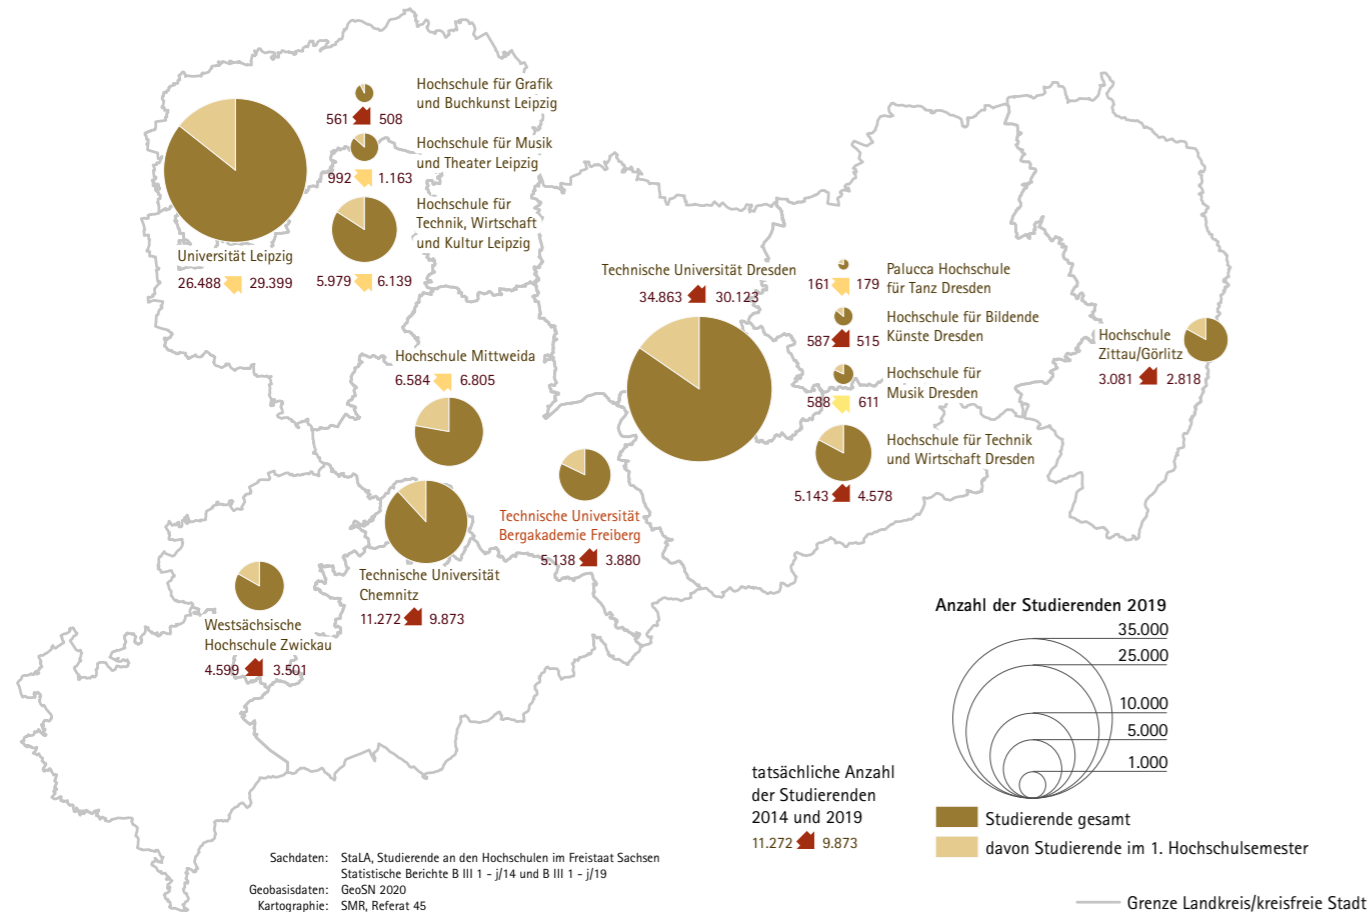 Hochschule für Grafik
und Buchkunst Leipzig
561 508
Hochschule für Musik
und Theater Leipzig
992 1.163
Hochschule für
Technik, Wirtschaft
und Kultur Leipzig
5.979 6.139
Universität Leipzig
26.488 29.399
Technische Universität Dresden
34.863 30.123
Palucca Hochschule
für Tanz Dresden
161 179
Hochschule für Bildende
Künste Dresden
587 515
Hochschule für
Musik Dresden
588 611
Hochschule für Technik
und Wirtschaft Dresden
5.143 4.578
Hochschule
Zittau/Görlitz
3.081 2.818
Hochschule Mittweida
6.584 6.805
Technische Universität
Bergakademie Freiberg
5.138 3.880
Technische Universität
Chemnitz
11.272 9.873
Westsächsische
Hochschule Zwickau
4.599 3.501
Anzahl der Studierenden 2019
35.000
25.000
10.000
5.000
1.000
tatsächliche Anzahl
der Studierenden
2014 und 2019
11.272 9.873
Studierende gesamt
davon Studierende im 1. Hochschulsemester
Grenze Landkreis/kreisfreie Stadt
Sachdaten: StaLA, Studierende an den Hochschulen im Freistaat Sachsen
Statistische Berichte B III 1 - j/14 und B III 1 - j/19
Geobasisdaten: GeoSN 2020
Kartographie: SMR, Referat 45